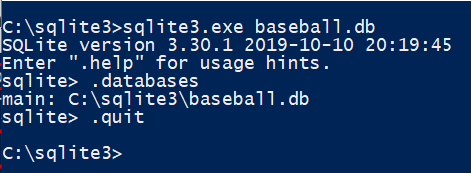 C:\sqlite3>sqlite3.exe baseball.db
SQLite version 3.30.1 2019-10-10 20:19:45
Enter ".help" for usage hints.
sqlite> .databases
main: C:\sqlite3\baseball.db
sqlite> .quit
C:\sqlite3>